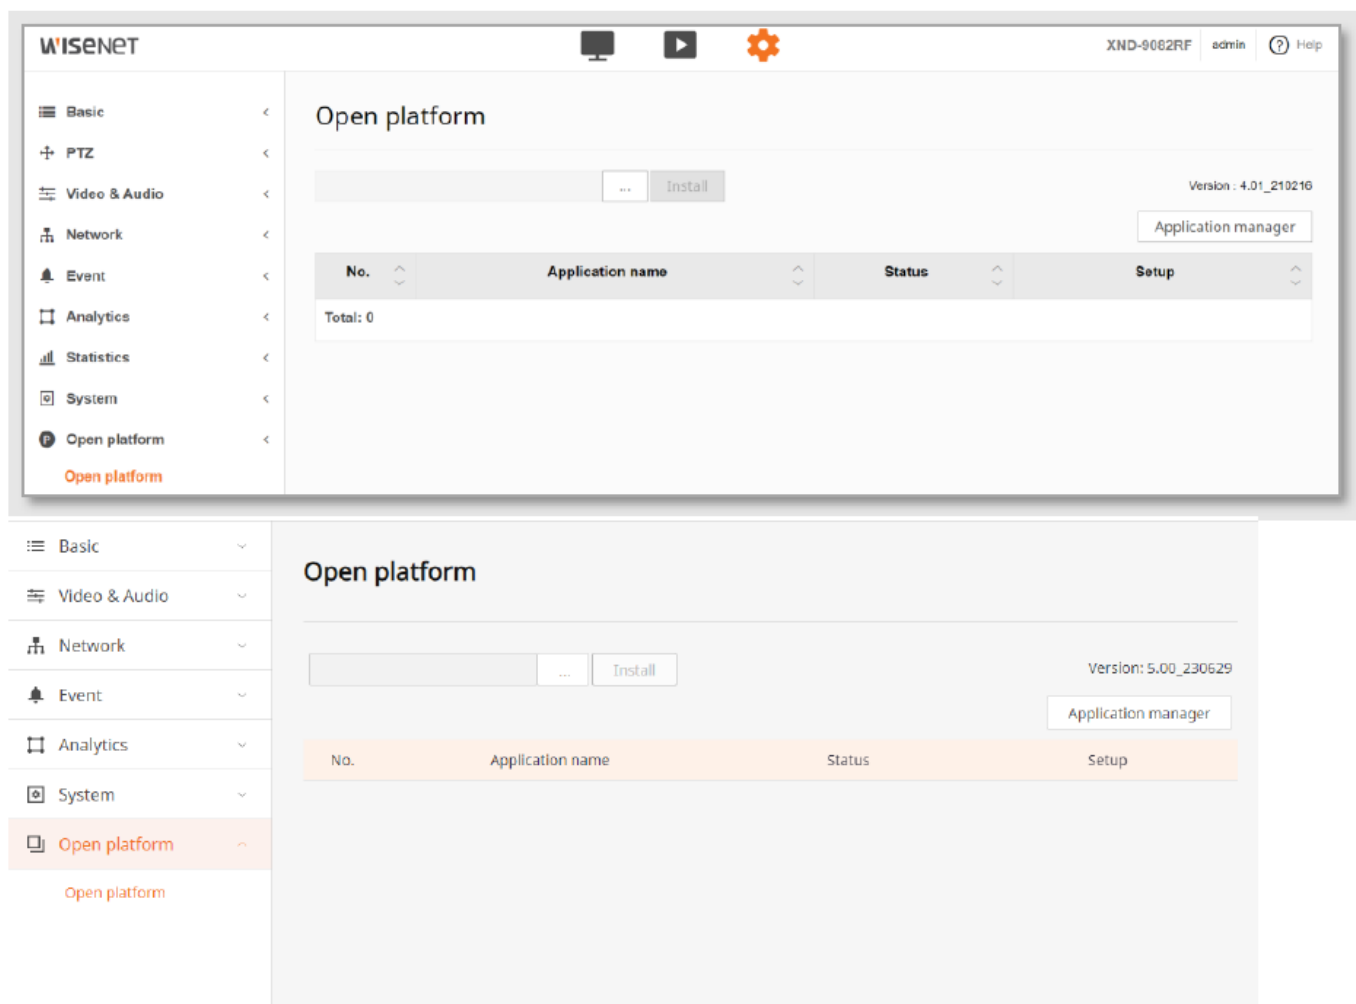 WISENET
XND-9082RF admin ? Help
Basic
PTZ
Video & Audio
Network
Event
Analytics
Statistics
System
P Open platform
Open platform
Open platform
... Install
Version : 4.01_210216
Application manager
No. Application name Status Setup
Total: 0
Basic
Video & Audio
Network
Event
Analytics
System
Open platform
Open platform
Open platform
... Install
Version: 5.00_230629
Application manager
No. Application name Status Setup